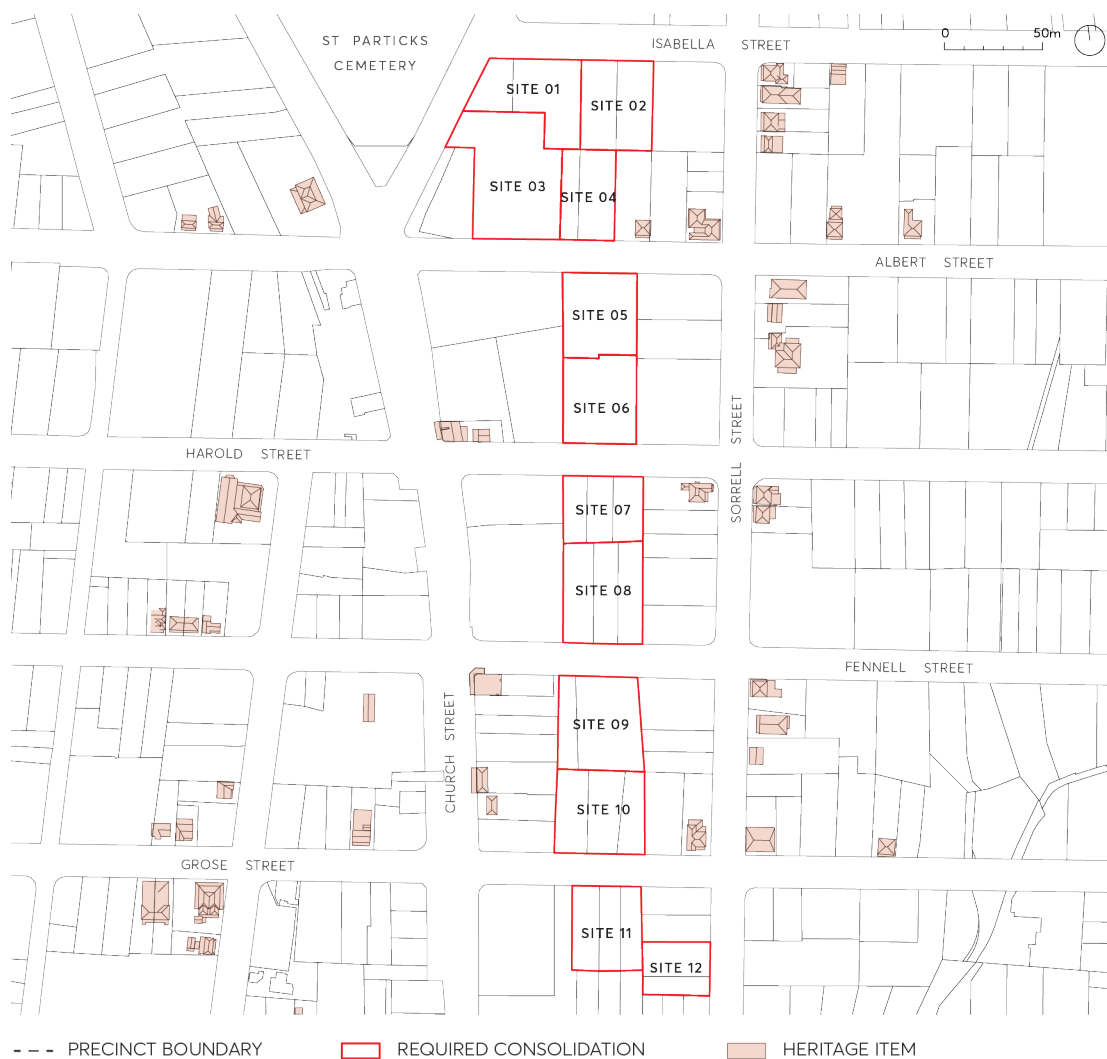 ST PARTICKS
CEMETERY
ISABELLA STREET
0 50m
SITE 01
SITE 02
SITE 03
SITE 04
ALBERT STREET
SITE 05
SITE 06
SORRELL STREET
HAROLD STREET
SITE 07
SITE 08
FENNELL STREET
CHURCH STREET
SITE 09
SITE 10
GROSE STREET
SITE 11
SITE 12
PRECINCT BOUNDARY REQUIRED CONSOLIDATION HERITAGE ITEM